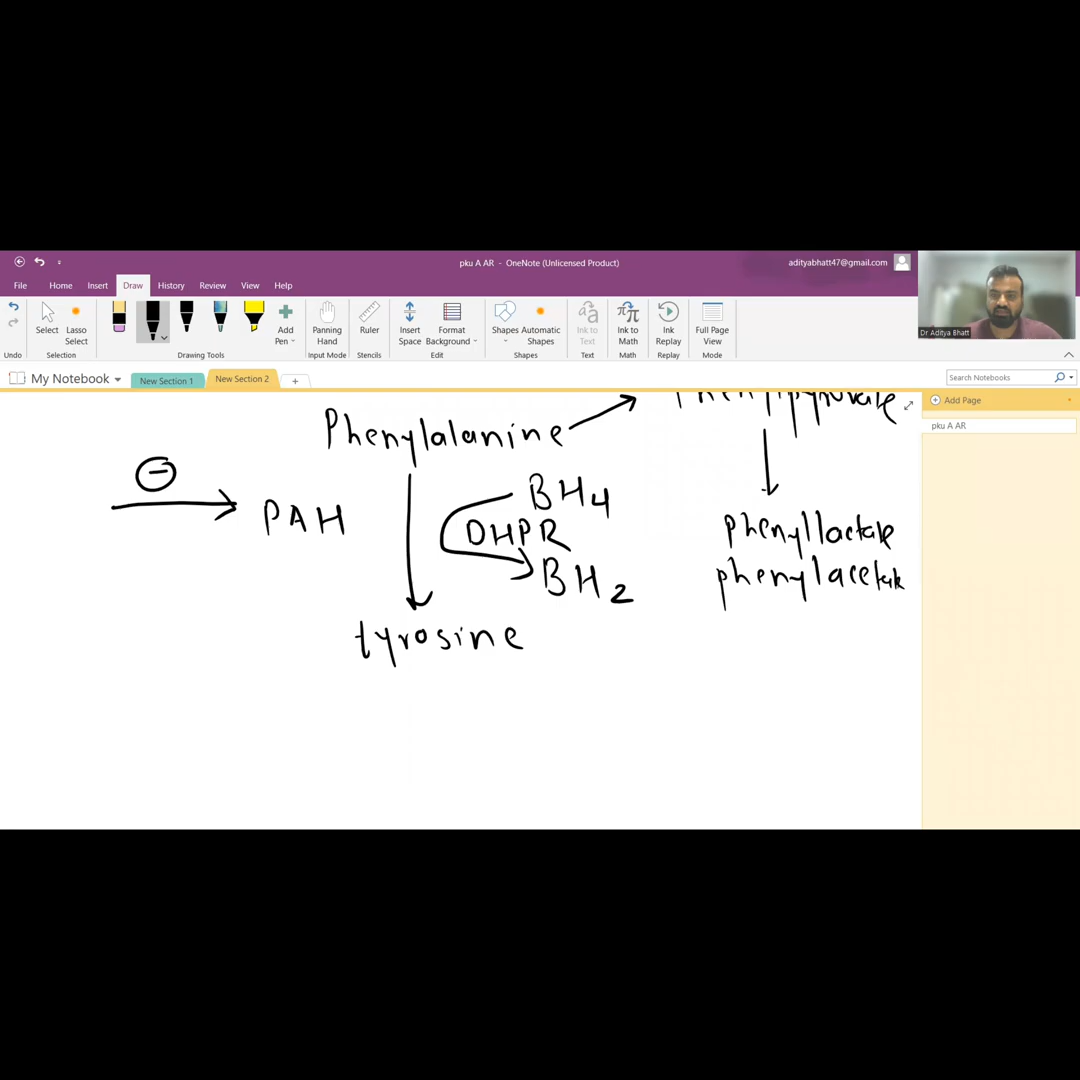 pku A AR - OneNote (Unlicensed Product)
adityabhatt47@gmail.com
File Home Insert Draw History Review View Help
Undo
Select
Lasso Select
Selection
Add Pen
Drawing Tools
Panning Hand
Input Mode
Ruler
Stencils
Insert Space
Format Background
Edit
Shapes
Automatic Shapes
Shapes
Ink to Text
Text
Ink to Math
Math
Ink Replay
Replay
Full Page View
Mode
Dr Aditya Bhatt
My Notebook
New Section 1
New Section 2
Search Notebooks
Add Page
pku A AR
Phenylalanine
Phenylpyruvate
PAH
BH4
DHPR
BH2
phenyllactate
phenylacetate
tyrosine